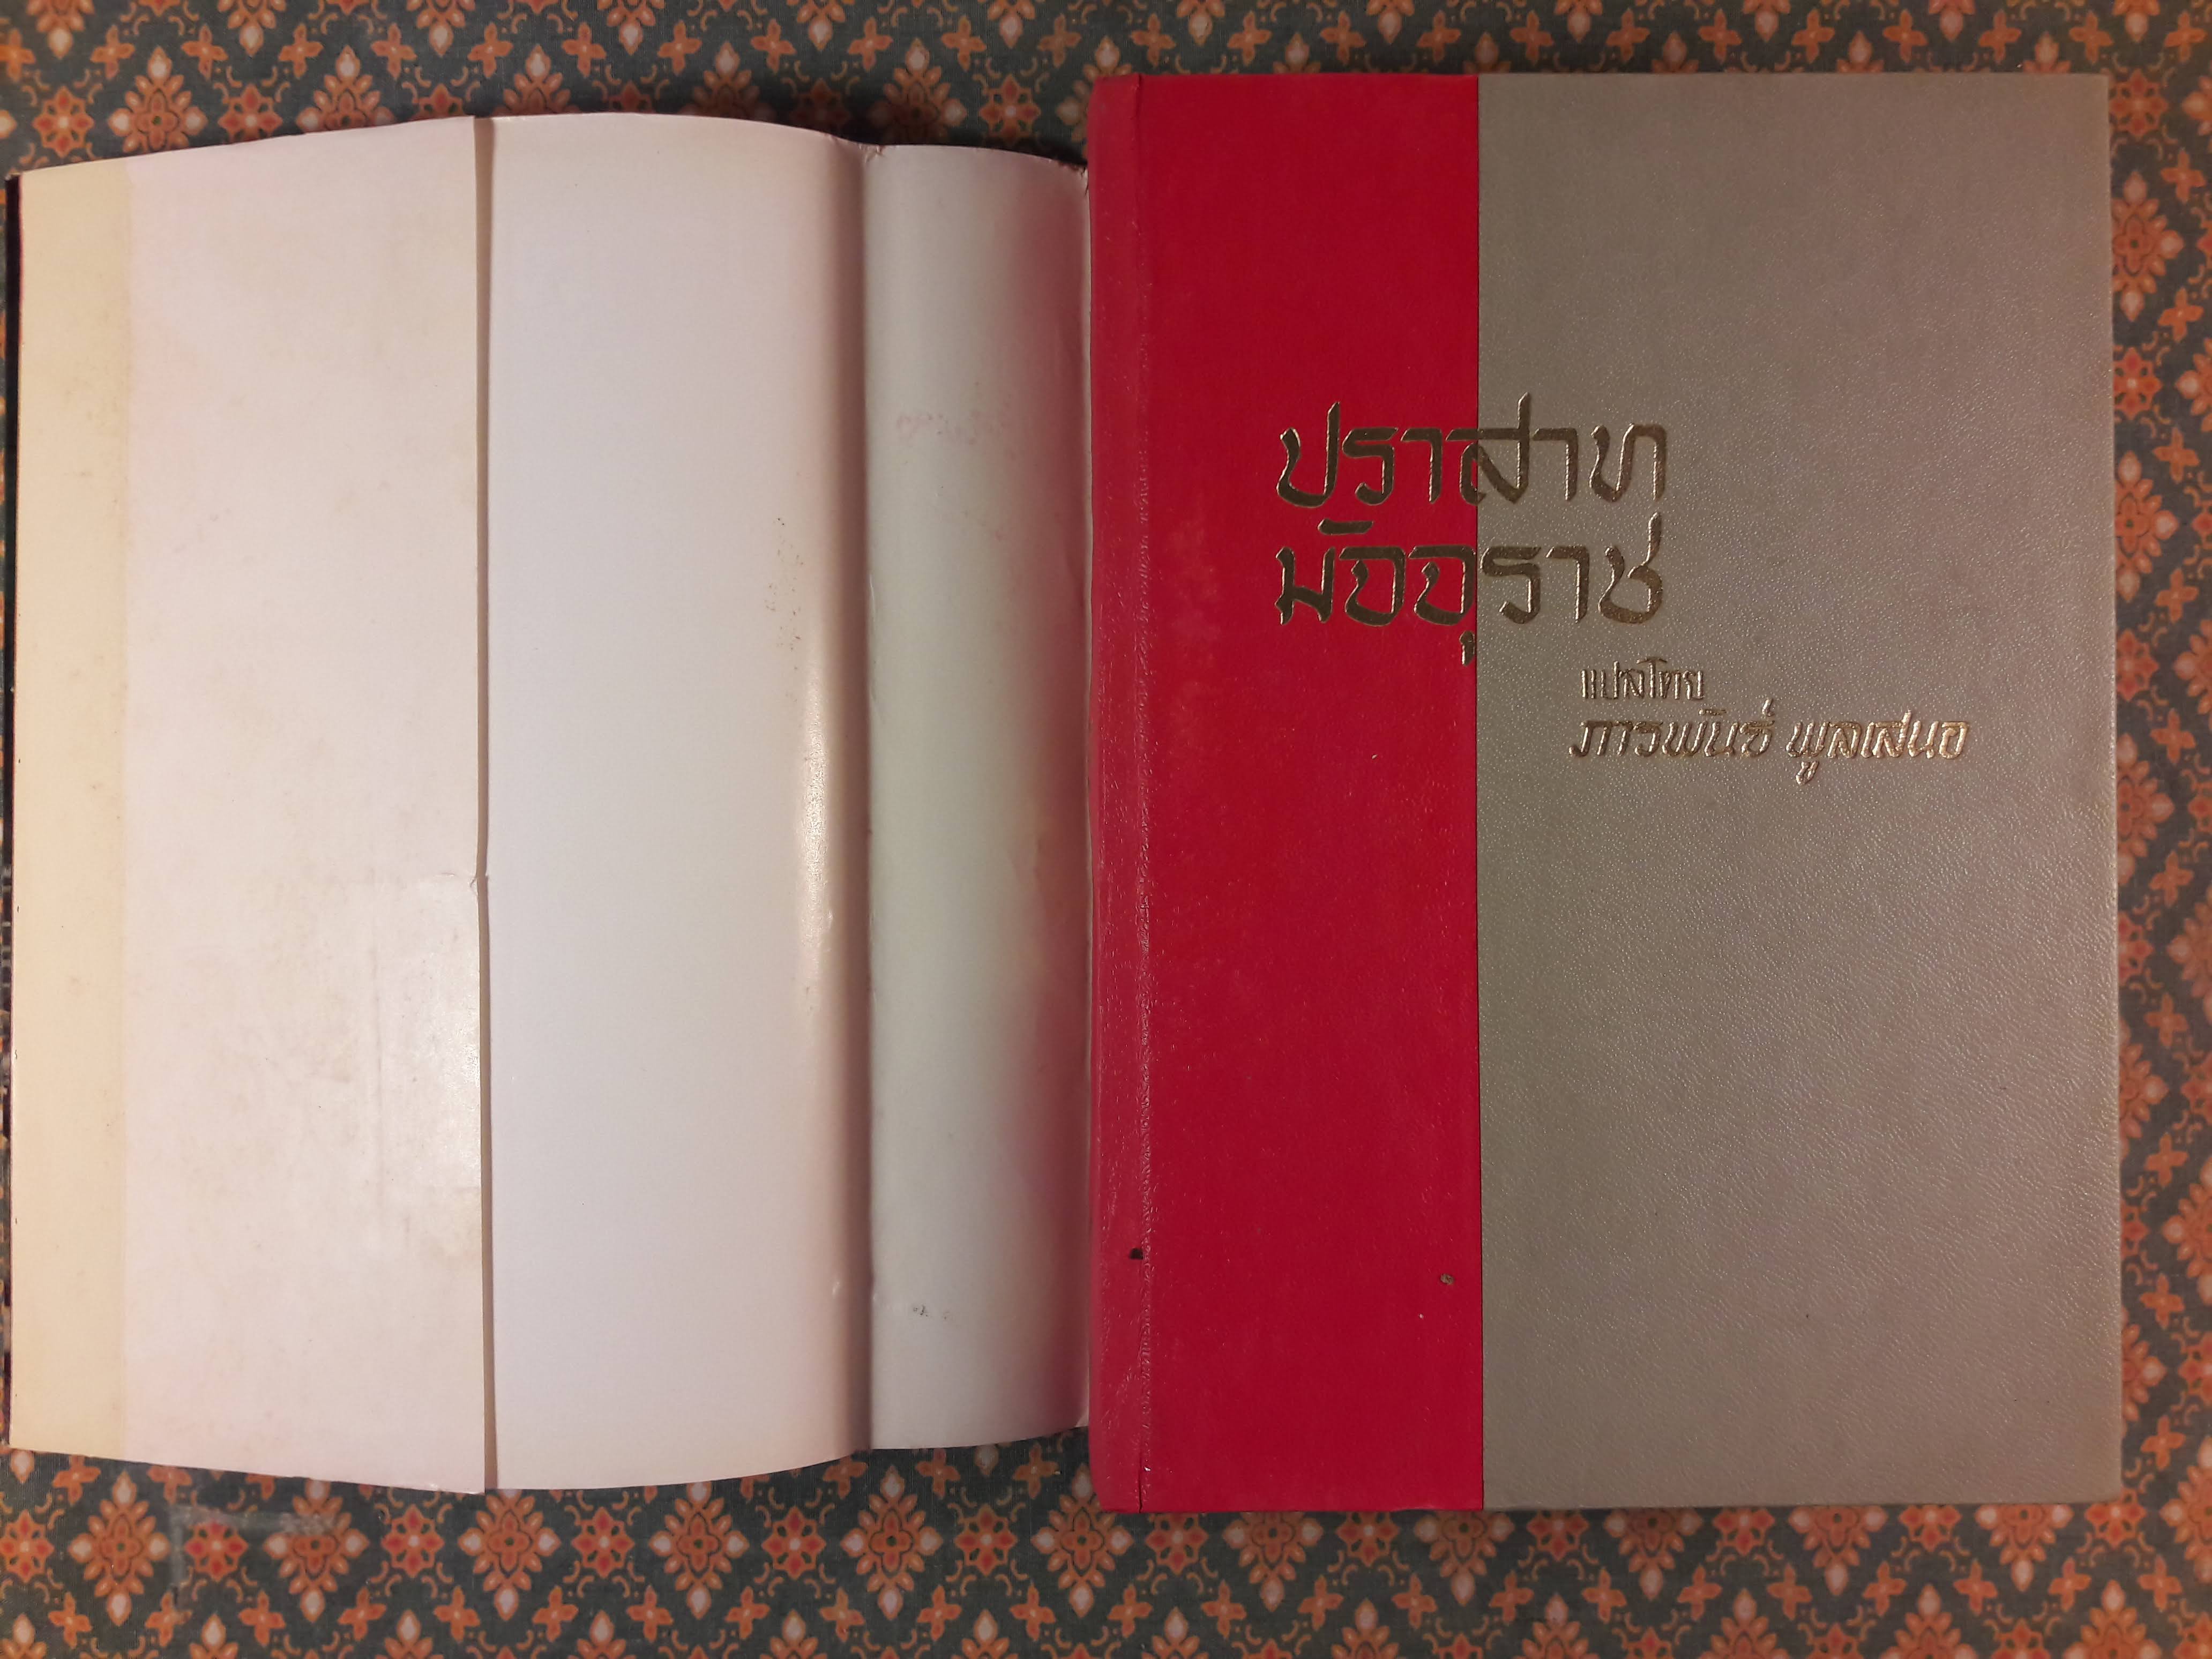 ปราสาท
มัจจุราช
แปลโดย
ภารพันธ์ พูลเสนอ